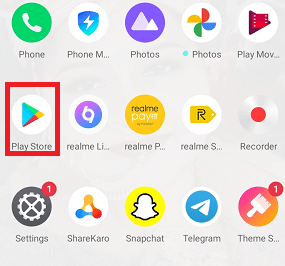 Phone
Phone M...
Photos
Photos
Play Mov...
realme
payer
R
Play Store
realme Li...
realme P...
realme S...
Recorder
1
1
Settings
ShareKaro
Snapchat
Telegram
Theme S...